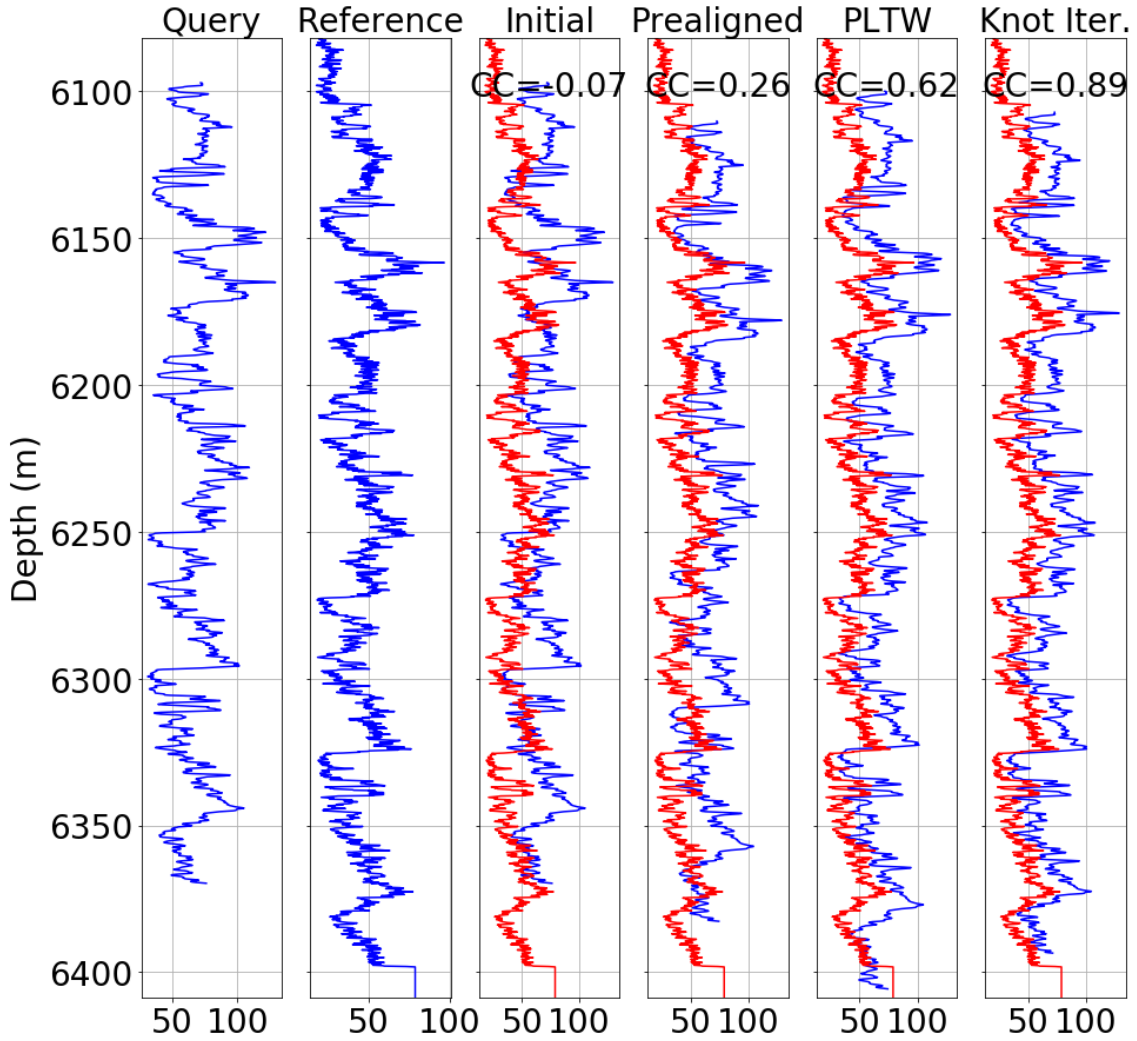 Query Reference Initial Prealigned PLTW Knot Iter.
CC=-0.07 CC=0.26 CC=0.62 CC=0.89
6100
6150
6200
Depth (m)
6250
6300
6350
6400
50 100 50 100 50 100 50 100 50 100 50 100